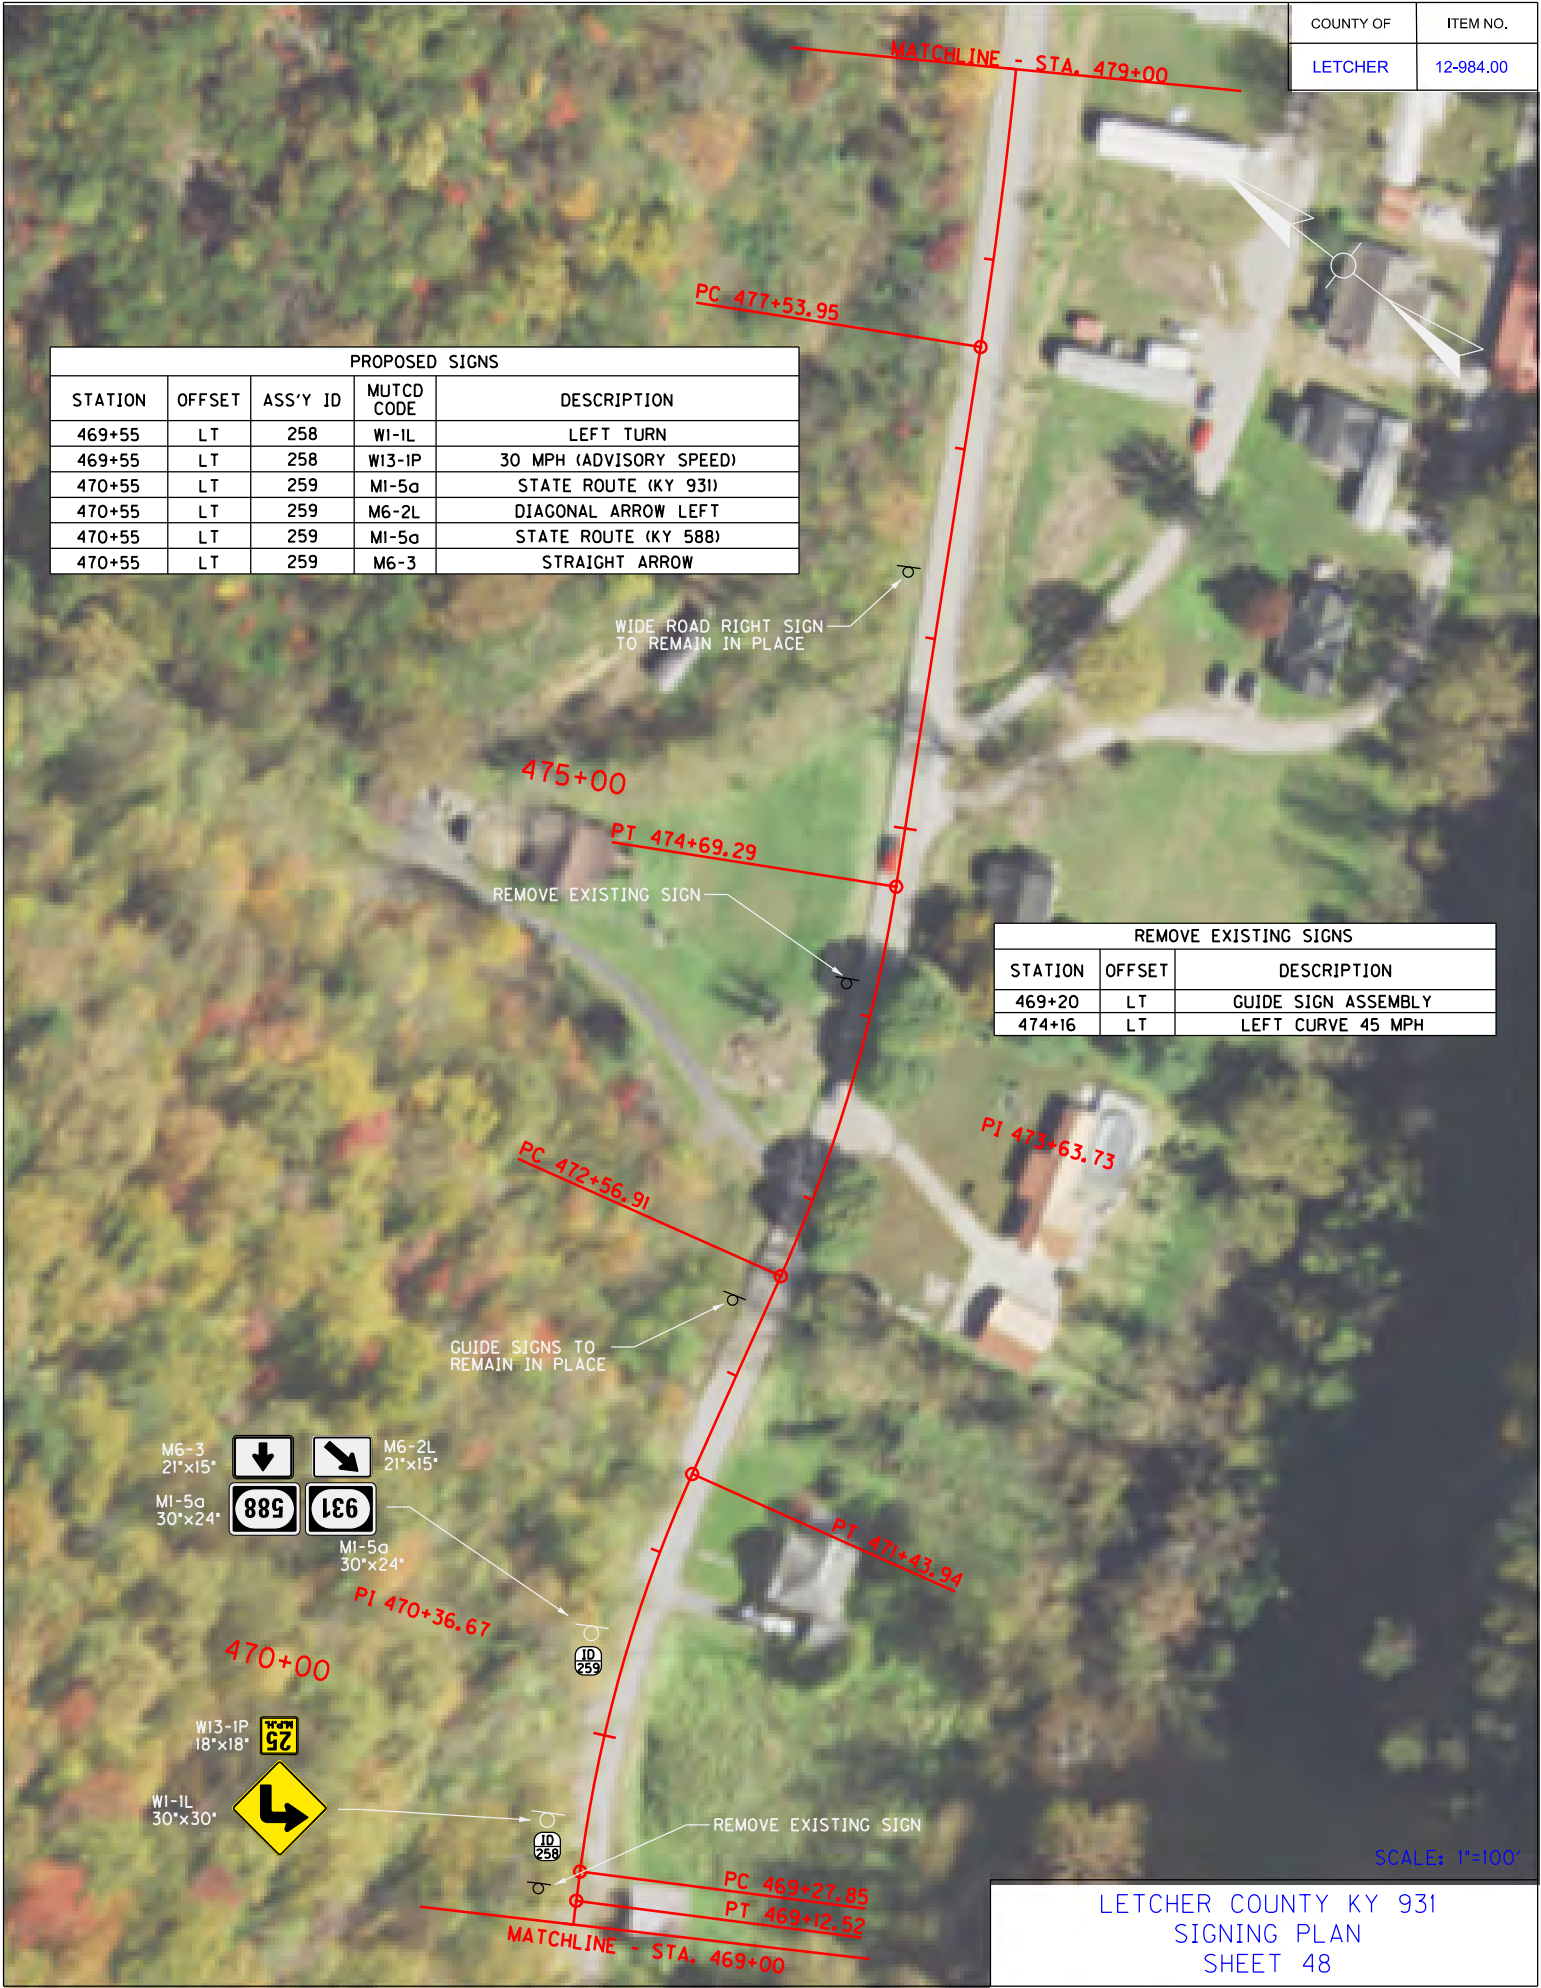 COUNTY OF ITEM NO.
LETCHER 12-984.00
MATCHLINE - STA. 479+00
PC 477+53.95
PROPOSED SIGNS
STATION OFFSET ASS'Y ID MUTCD CODE DESCRIPTION
469+55 LT 258 W1-1L LEFT TURN
469+55 LT 258 W13-1P 30 MPH (ADVISORY SPEED)
470+55 LT 259 M1-5a STATE ROUTE (KY 931)
470+55 LT 259 M6-2L DIAGONAL ARROW LEFT
470+55 LT 259 M1-5a STATE ROUTE (KY 588)
470+55 LT 259 M6-3 STRAIGHT ARROW
WIDE ROAD RIGHT SIGN
TO REMAIN IN PLACE
475+00
PT 474+69.29
REMOVE EXISTING SIGN
REMOVE EXISTING SIGNS
STATION OFFSET DESCRIPTION
469+20 LT GUIDE SIGN ASSEMBLY
474+16 LT LEFT CURVE 45 MPH
PI 473+63.73
PC 472+56.91
GUIDE SIGNS TO
REMAIN IN PLACE
M6-3
21"x15"
M6-2L
21"x15"
M1-5a
30"x24"
588
931
M1-5a
30"x24"
PT 471+43.94
PI 470+36.67
ID
259
470+00
W13-1P
18"x18"
25
M.P.H.
W1-1L
30"x30"
ID
258
REMOVE EXISTING SIGN
PC 469+27.85
PT 469+12.52
MATCHLINE - STA. 469+00
SCALE: 1"=100'
LETCHER COUNTY KY 931
SIGNING PLAN
SHEET 48